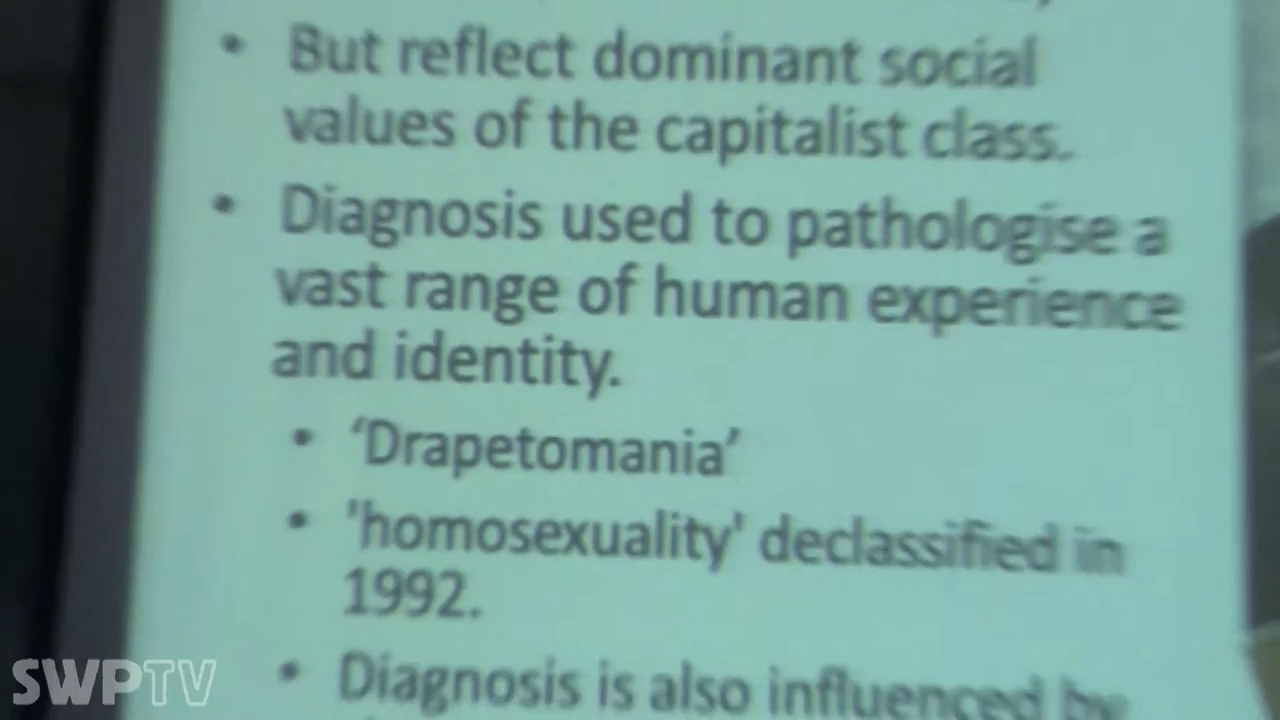 • But reflect dominant social
values of the capitalist class.
• Diagnosis used to pathologise a
vast range of human experience
and identity.
• ‘Drapetomania’
• 'homosexuality' declassified in
1992.
• Diagnosis is also influenced by
SWPTV